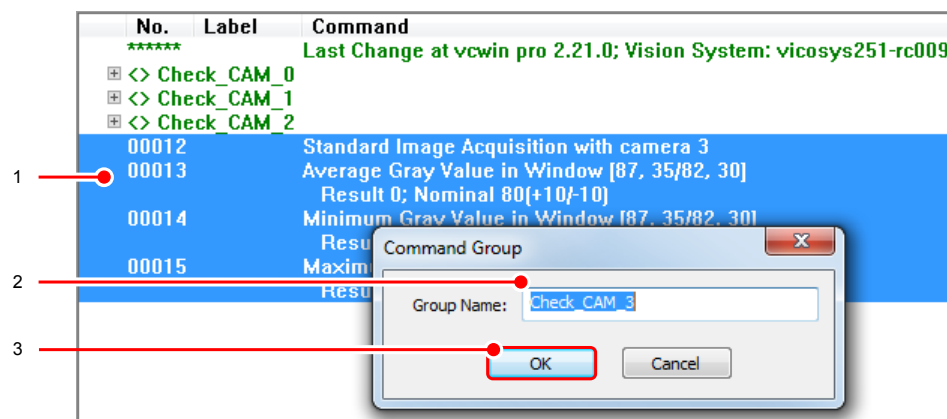 No. Label Command
****** Last Change at vcwin pro 2.21.0; Vision System: vicosys251-rc009
<> Check_CAM_0
<> Check_CAM_1
<> Check_CAM_2
00012 Standard Image Acquisition with camera 3
1
00013 Average Gray Value in Window [87, 35/82, 30]
Result 0; Nominal 80(+10/-10)
00014 Minimum Gray Value in Window [87, 35/82, 30]
Resu
Command Group
00015 Maxim
2
Resu
Group Name: Check_CAM_3
3
OK Cancel